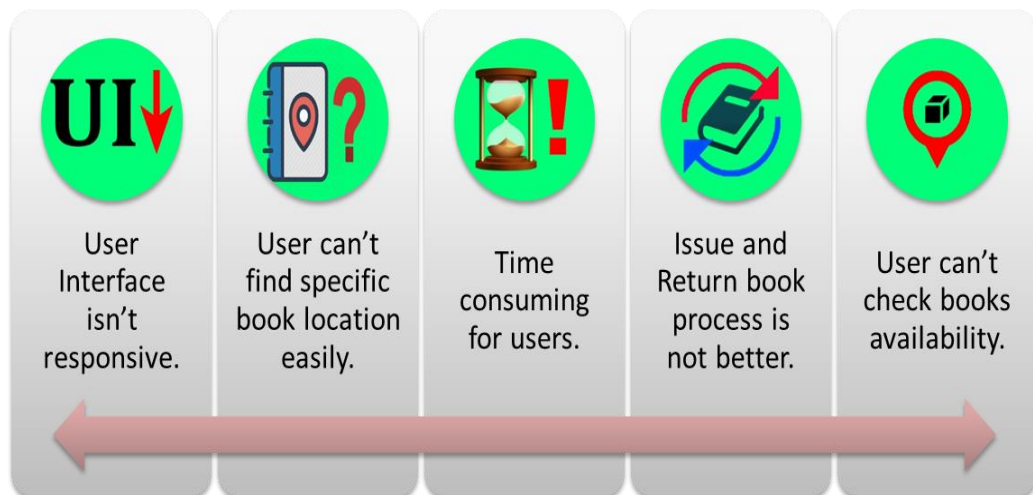 UI
User
Interface
isn't
responsive.
?
User can't
find specific
book location
easily.
!
Time
consuming
for users.
Issue and
Return book
process is
not better.
User can't
check books
availability.